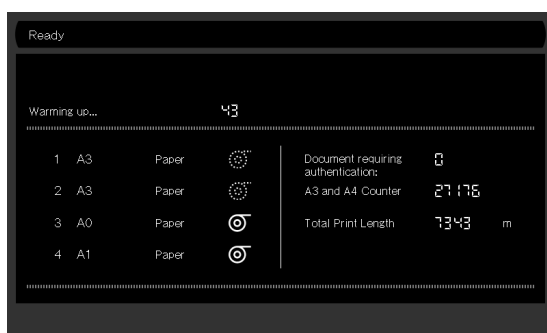 Ready
Warming up... 43
1 A3 Paper
2 A3 Paper
3 A0 Paper
4 A1 Paper
Document requiring
authentication: 0
A3 and A4 Counter 27176
Total Print Length 7343 m